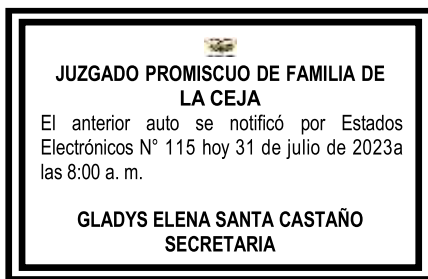 JUZGADO PROMISCUO DE FAMILIA DE
LA CEJA
El anterior auto se notificó por Estados
Electrónicos N° 115 hoy 31 de julio de 2023a
las 8:00 a. m.
GLADYS ELENA SANTA CASTAÑO
SECRETARIA